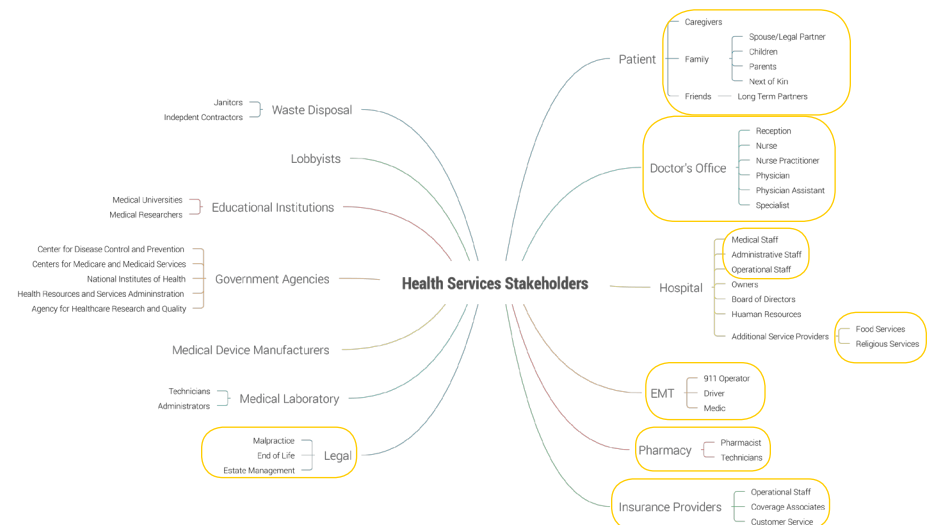 Health Services Stakeholders
Patient
Caregivers
Family
Spouse/Legal Partner
Children
Parents
Next of Kin
Friends
Long Term Partners
Doctor's Office
Reception
Nurse
Nurse Practitioner
Physician
Physician Assistant
Specialist
Hospital
Medical Staff
Administrative Staff
Operational Staff
Owners
Board of Directors
Huaman Resources
Additional Service Providers
Food Services
Religious Services
EMT
911 Operator
Driver
Medic
Pharmacy
Pharmacist
Technicians
Insurance Providers
Operational Staff
Coverage Associates
Customer Service
Waste Disposal
Janitors
Indepdent Contractors
Lobbyists
Educational Institutions
Medical Universities
Medical Researchers
Government Agencies
Center for Disease Control and Prevention
Centers for Medicare and Medicaid Services
National Institutes of Health
Health Resources and Services Admininstration
Agency for Healthcare Research and Quality
Medical Device Manufacturers
Medical Laboratory
Technicians
Administrators
Legal
Malpractice
End of Life
Estate Management